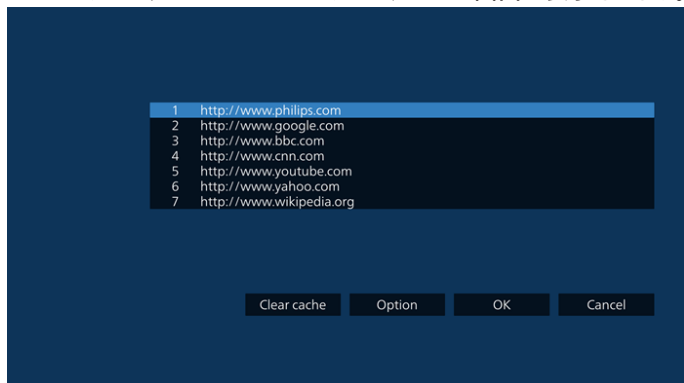 1 http://www.philips.com
2 http://www.google.com
3 http://www.bbc.com
4 http://www.cnn.com
5 http://www.youtube.com
6 http://www.yahoo.com
7 http://www.wikipedia.org
Clear cache Option OK Cancel